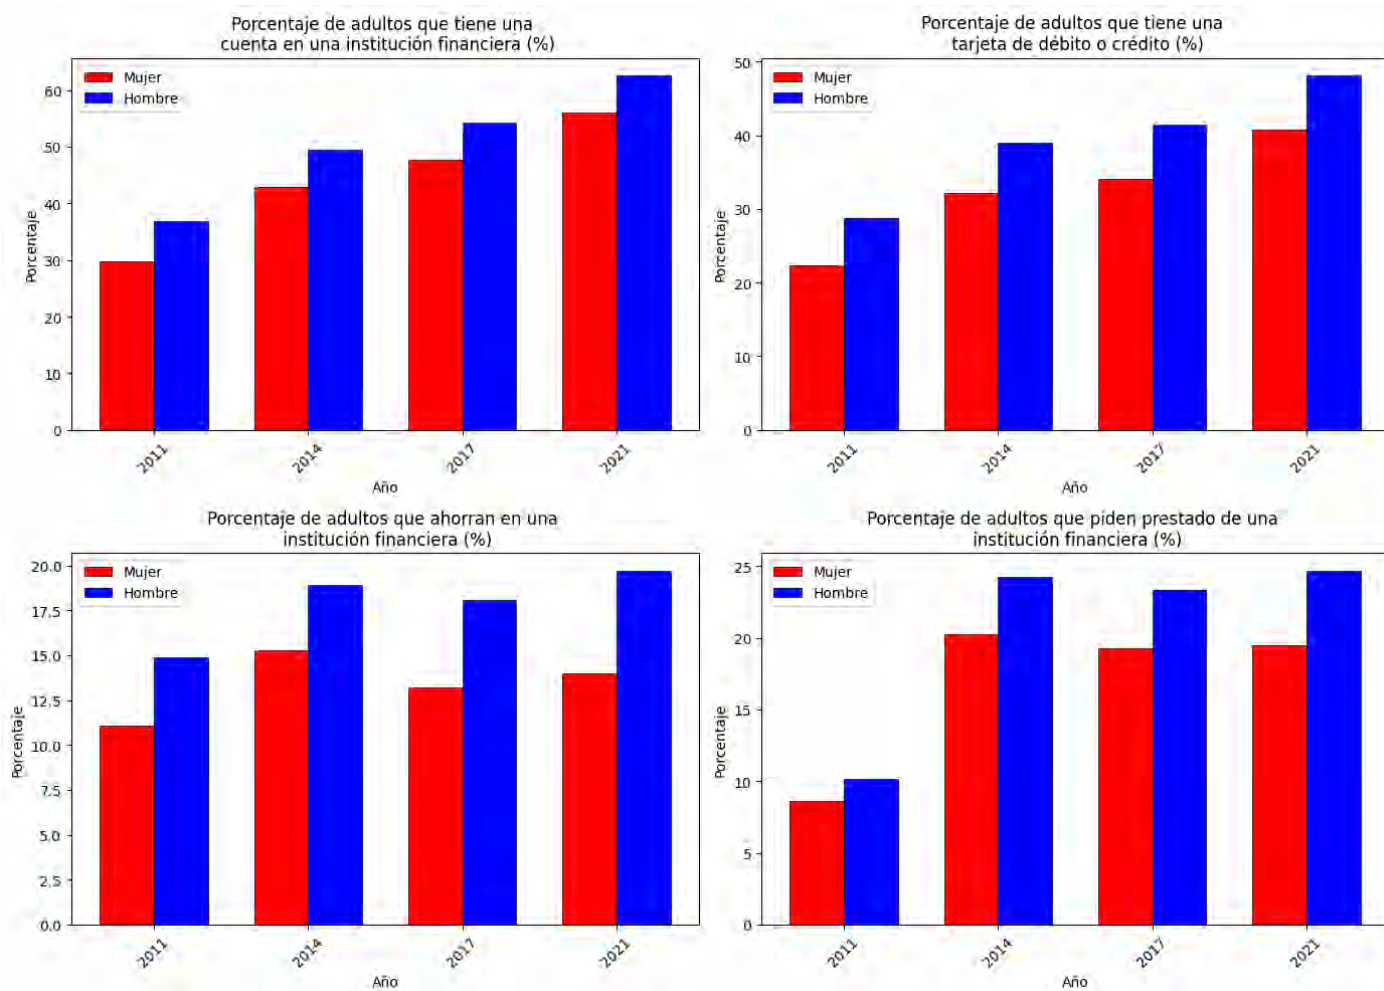 Porcentaje de adultos que tiene una
cuenta en una institución financiera (%)
Mujer
Hombre
60
50
40
30
20
10
0
Porcentaje
2011
2014
2017
2021
Año
Porcentaje de adultos que tiene una
tarjeta de débito o crédito (%)
Mujer
Hombre
50
40
30
20
10
0
Porcentaje
2011
2014
2017
2021
Año
Porcentaje de adultos que ahorran en una
institución financiera (%)
Mujer
Hombre
20.0
17.5
15.0
12.5
10.0
7.5
5.0
2.5
0.0
Porcentaje
2011
2014
2017
2021
Año
Porcentaje de adultos que piden prestado de una
institución financiera (%)
Mujer
Hombre
25
20
15
10
5
0
Porcentaje
2011
2014
2017
2021
Año